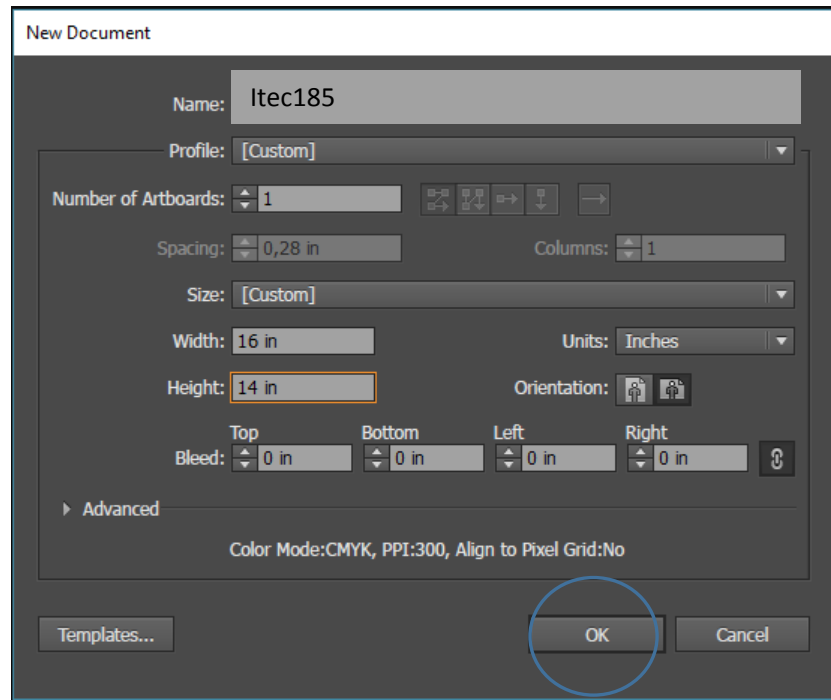 New Document
Name: Itec185
Profile: [Custom]
Number of Artboards: 1
Spacing: 0,28 in Columns: 1
Size: [Custom]
Width: 16 in Units: Inches
Height: 14 in Orientation:
Top Bottom Left Right
Bleed: 0 in 0 in 0 in 0 in
Advanced
Color Mode:CMYK, PPI:300, Align to Pixel Grid:No
Templates... OK Cancel